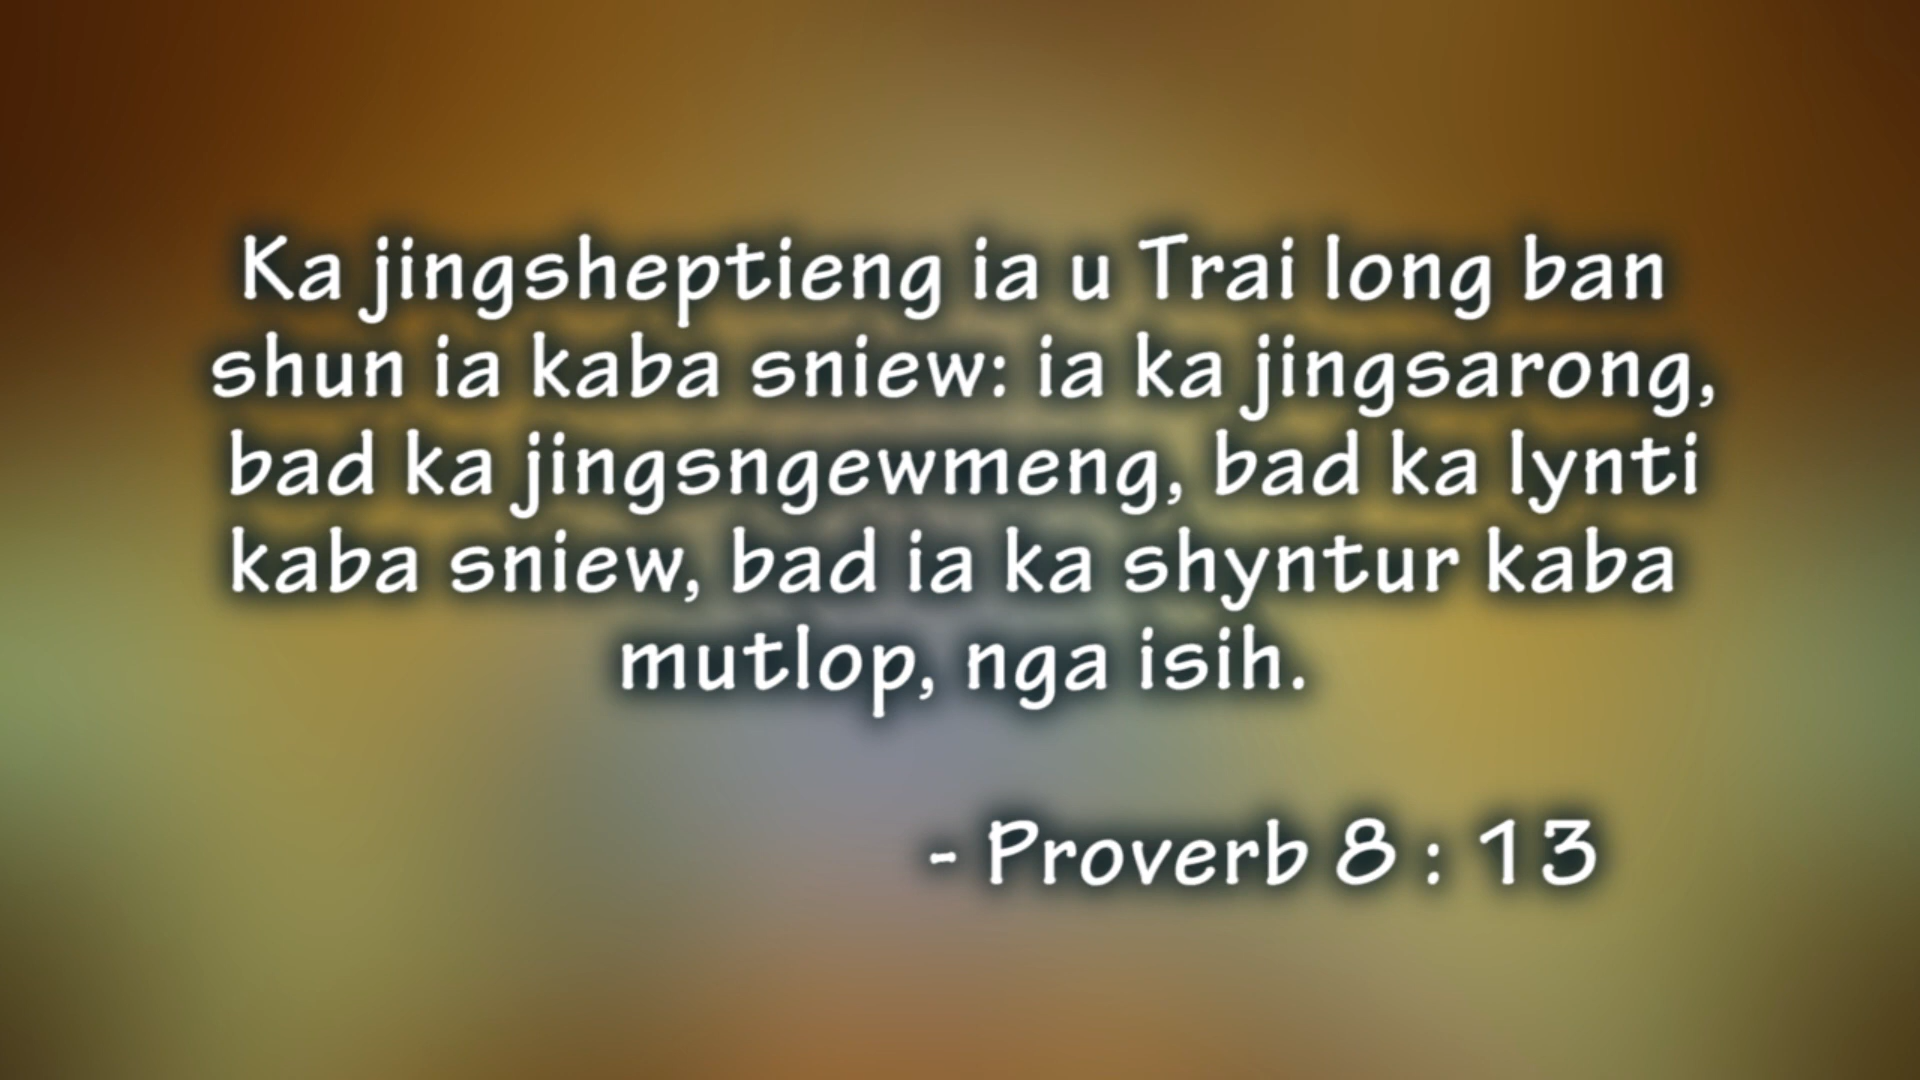 Ka jingsheptieng ia u Trai long ban
shun ia kaba sniew: ia ka jingsarong,
bad ka jingsngewmeng, bad ka lynti
kaba sniew, bad ia ka shyntur kaba
mutlop, nga isih.
- Proverb 8 : 13